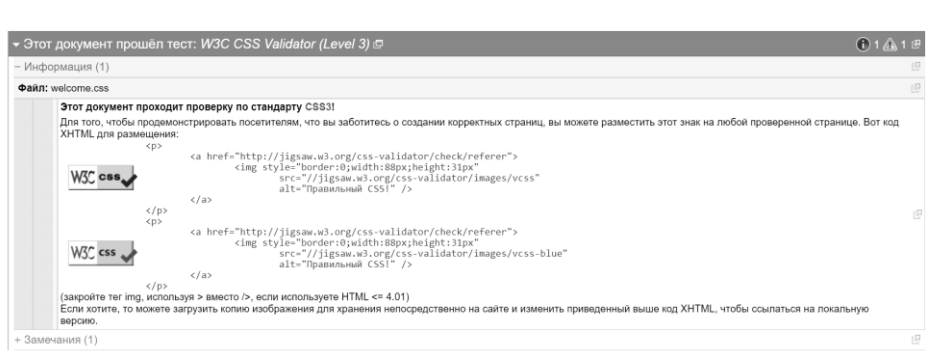 ▾ Этот документ прошёл тест: W3C CSS Validator (Level 3) 1 1
− Информация (1)
Файл: welcome.css
Этот документ проходит проверку по стандарту CSS3!
Для того, чтобы продемонстрировать посетителям, что вы заботитесь о создании корректных страниц, вы можете разместить этот знак на любой проверенной странице. Вот код
XHTML для размещения:
<p>
<a href="http://jigsaw.w3.org/css-validator/check/referer">
<img style="border:0;width:88px;height:31px"
W3C css
src="//jigsaw.w3.org/css-validator/images/vcss"
alt="Правильный CSS!" />
</a>
</p>
<p>
<a href="http://jigsaw.w3.org/css-validator/check/referer">
<img style="border:0;width:88px;height:31px"
W3C css
src="//jigsaw.w3.org/css-validator/images/vcss-blue"
alt="Правильный CSS!" />
</a>
</p>
(закройте тег img, используя > вместо />, если используете HTML <= 4.01)
Если хотите, то можете загрузить копию изображения для хранения непосредственно на сайте и изменить приведенный выше код XHTML, чтобы ссылаться на локальную
версию.
+ Замечания (1)